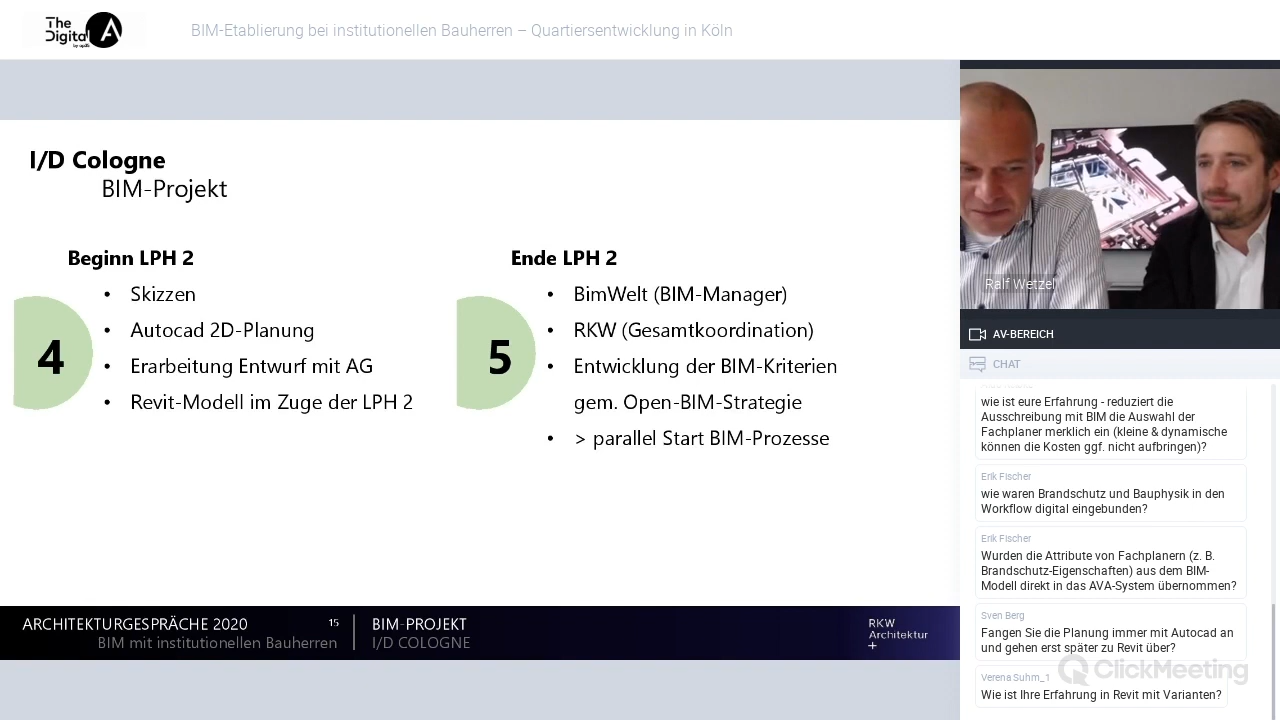 The
Digital
BIM-Etablierung bei institutionellen Bauherren – Quartiersentwicklung in Köln
I/D Cologne
BIM-Projekt
Beginn LPH 2
4
• Skizzen
• Autocad 2D-Planung
• Erarbeitung Entwurf mit AG
• Revit-Modell im Zuge der LPH 2
Ende LPH 2
5
• BimWelt (BIM-Manager)
• RKW (Gesamtkoordination)
• Entwicklung der BIM-Kriterien
gem. Open-BIM-Strategie
• > parallel Start BIM-Prozesse
ARCHITEKTURGESPRÄCHE 2020 15
BIM mit institutionellen Bauherren
BIM-PROJEKT
I/D COLOGNE
RKW
Architektur
+
Ralf Wetzel
AV-BEREICH
CHAT
wie ist eure Erfahrung - reduziert die
Ausschreibung mit BIM die Auswahl der
Fachplaner merklich ein (kleine & dynamische
können die Kosten ggf. nicht aufbringen)?
Erik Fischer
wie waren Brandschutz und Bauphysik in den
Workflow digital eingebunden?
Erik Fischer
Wurden die Attribute von Fachplanern (z. B.
Brandschutz-Eigenschaften) aus dem BIM-
Modell direkt in das AVA-System übernommen?
Sven Berg
Fangen Sie die Planung immer mit Autocad an
und gehen erst später zu Revit über?
Verena Suhm_1
Wie ist Ihre Erfahrung in Revit mit Varianten?
ClickMeeting